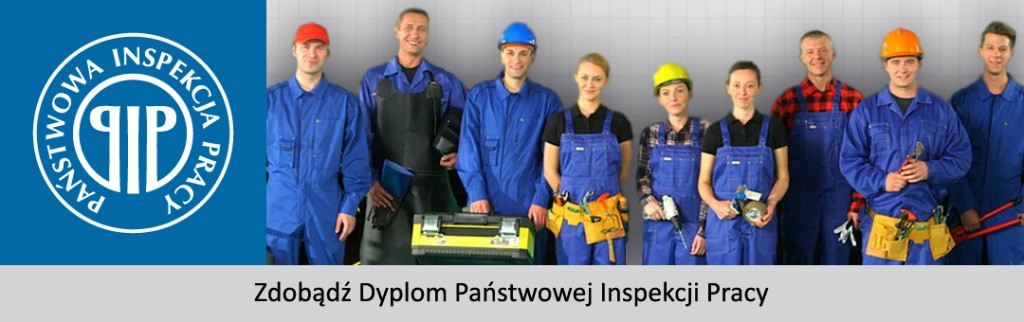 PAŃSTWOWA INSPEKCJA PRACY
PIP
Zdobądź Dyplom Państwowej Inspekcji Pracy